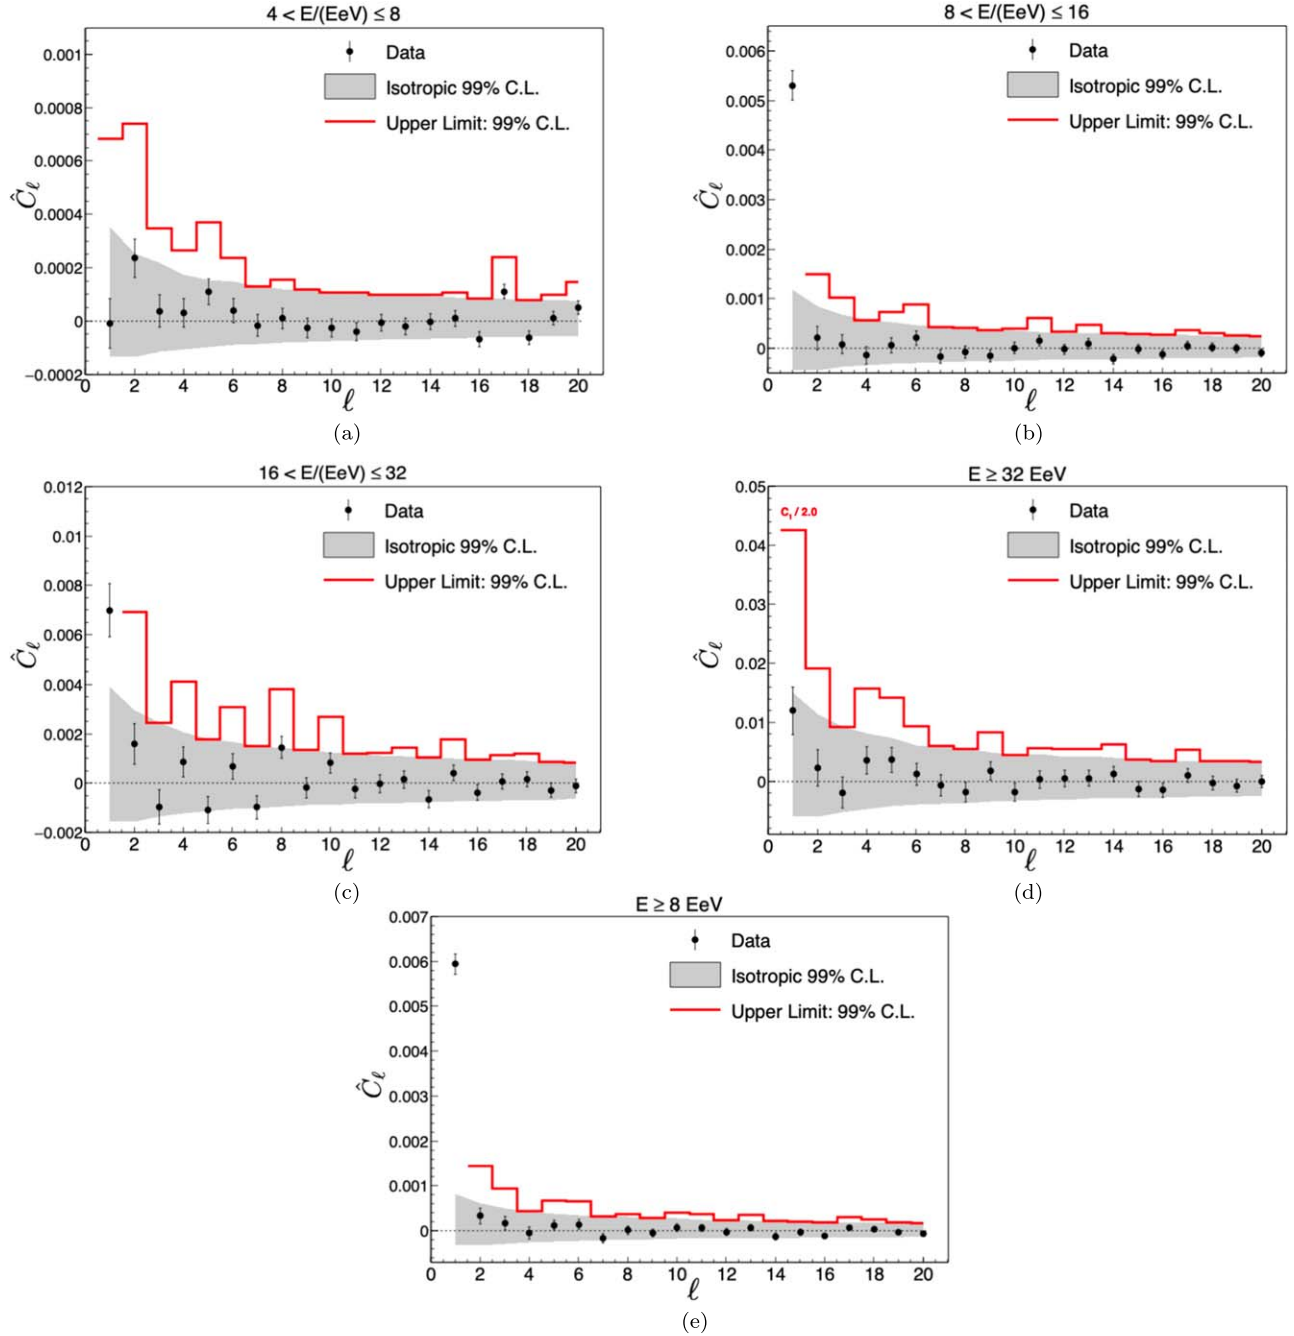 4 < E/(EeV) ≤ 8
0.001
0.0008
0.0006
0.0004
0.0002
0
−0.0002
Ĉℓ
Data
Isotropic 99% C.L.
Upper Limit: 99% C.L.
0 2 4 6 8 10 12 14 16 18 20
ℓ
(a)
8 < E/(EeV) ≤ 16
0.006
0.005
0.004
0.003
0.002
0.001
0
Ĉℓ
Data
Isotropic 99% C.L.
Upper Limit: 99% C.L.
0 2 4 6 8 10 12 14 16 18 20
ℓ
(b)
16 < E/(EeV) ≤ 32
0.012
0.01
0.008
0.006
0.004
0.002
0
−0.002
Ĉℓ
Data
Isotropic 99% C.L.
Upper Limit: 99% C.L.
0 2 4 6 8 10 12 14 16 18 20
ℓ
(c)
E ≥ 32 EeV
0.05
0.04
0.03
0.02
0.01
0
Ĉℓ
C₁ / 2.0
Data
Isotropic 99% C.L.
Upper Limit: 99% C.L.
0 2 4 6 8 10 12 14 16 18 20
ℓ
(d)
E ≥ 8 EeV
0.007
0.006
0.005
0.004
0.003
0.002
0.001
0
Ĉℓ
Data
Isotropic 99% C.L.
Upper Limit: 99% C.L.
0 2 4 6 8 10 12 14 16 18 20
ℓ
(e)